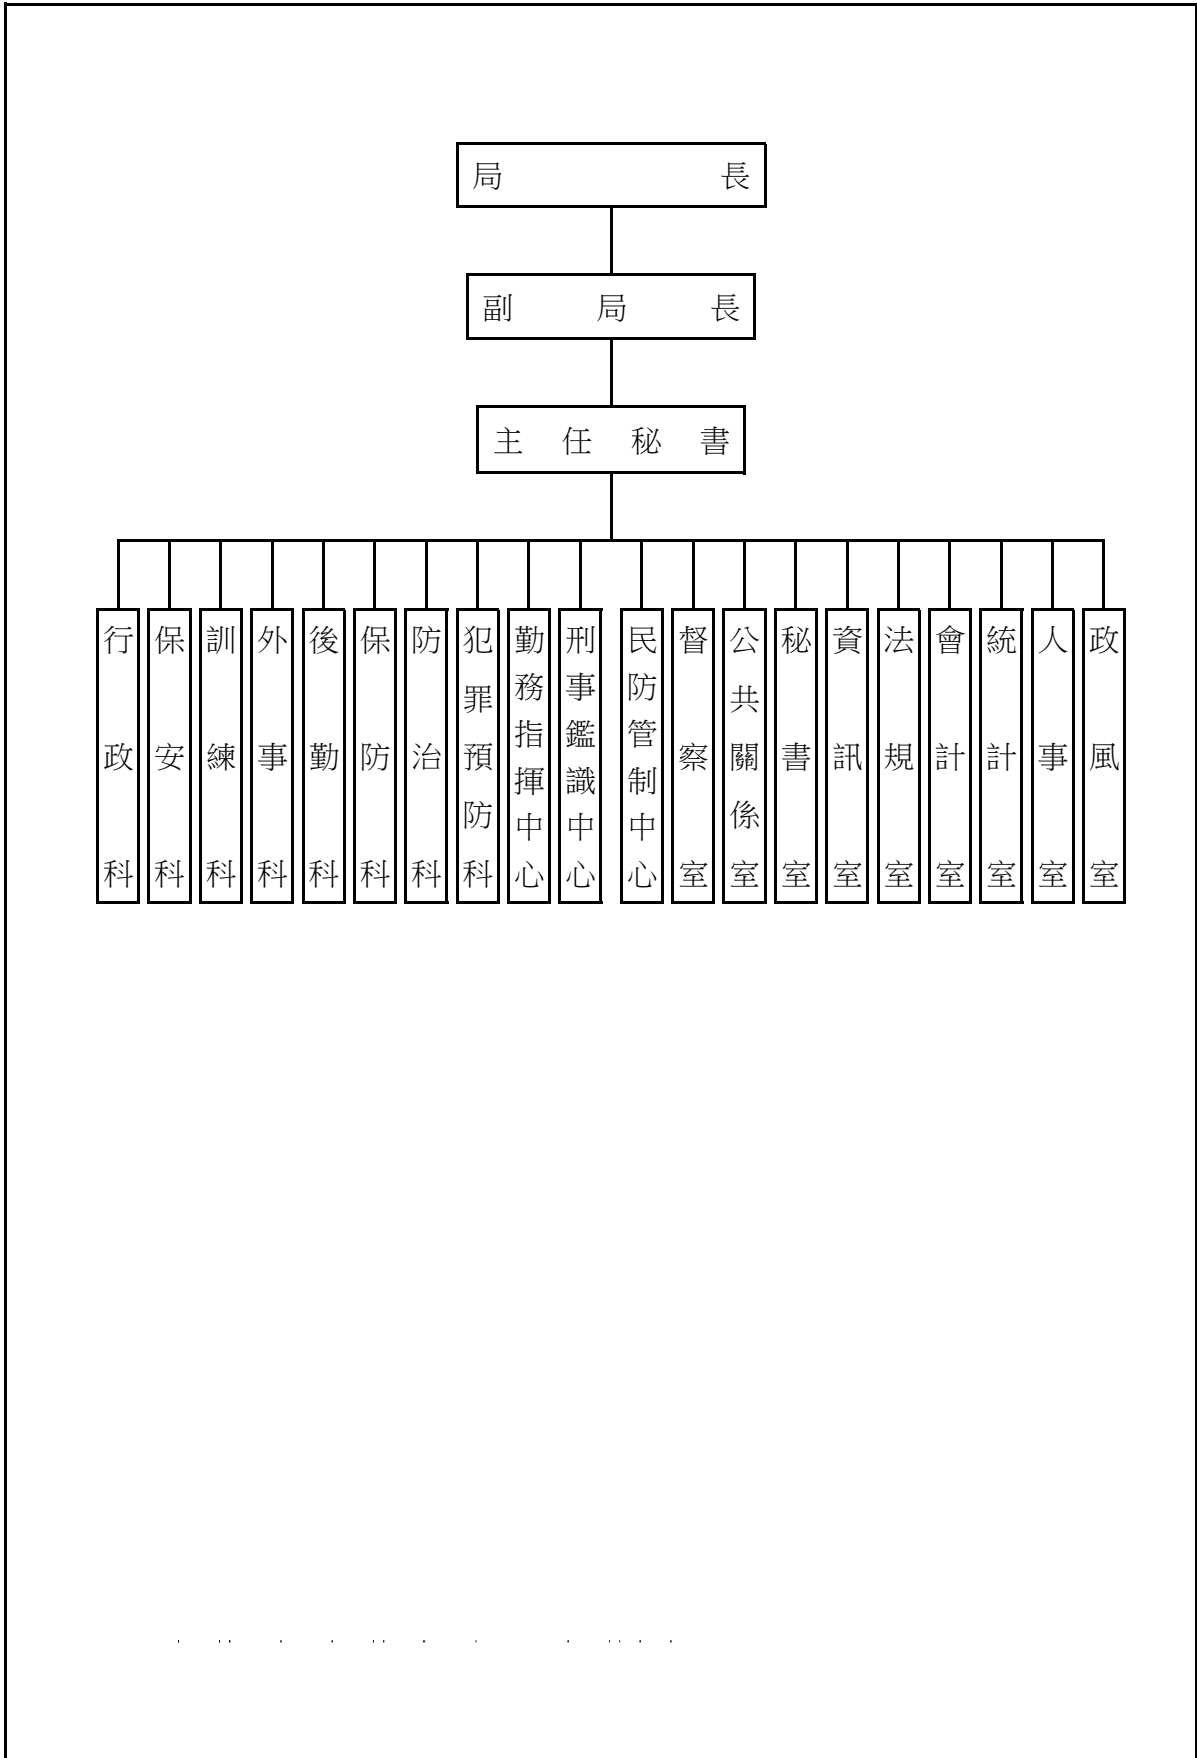 局長
副局長
主任秘書
行政科
保安科
訓練科
外事科
後勤科
保防科
防治科
犯罪預防科
勤務指揮中心
刑事鑑識中心
民防管制中心
督察室
公共關係室
秘書室
資訊室
法規室
會計室
統計室
人事室
政風室